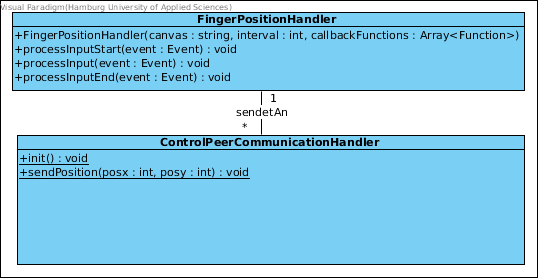 Visual Paradigm(Hamburg University of Applied Sciences)
FingerPositionHandler
+FingerPositionHandler(canvas : string, interval : int, callbackFunctions : Array<Function>)
+processInputStart(event : Event) : void
+processInput(event : Event) : void
+processInputEnd(event : Event) : void
1
sendetAn
*
ControlPeerCommunicationHandler
+init() : void
+sendPosition(posx : int, posy : int) : void